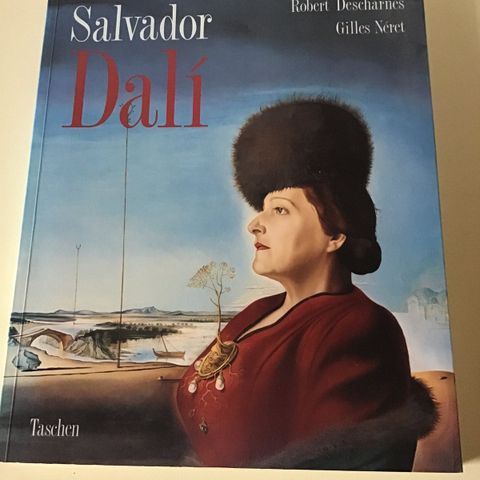 Robert Descharnes
Gilles Néret
Salvador
Dalí
Taschen